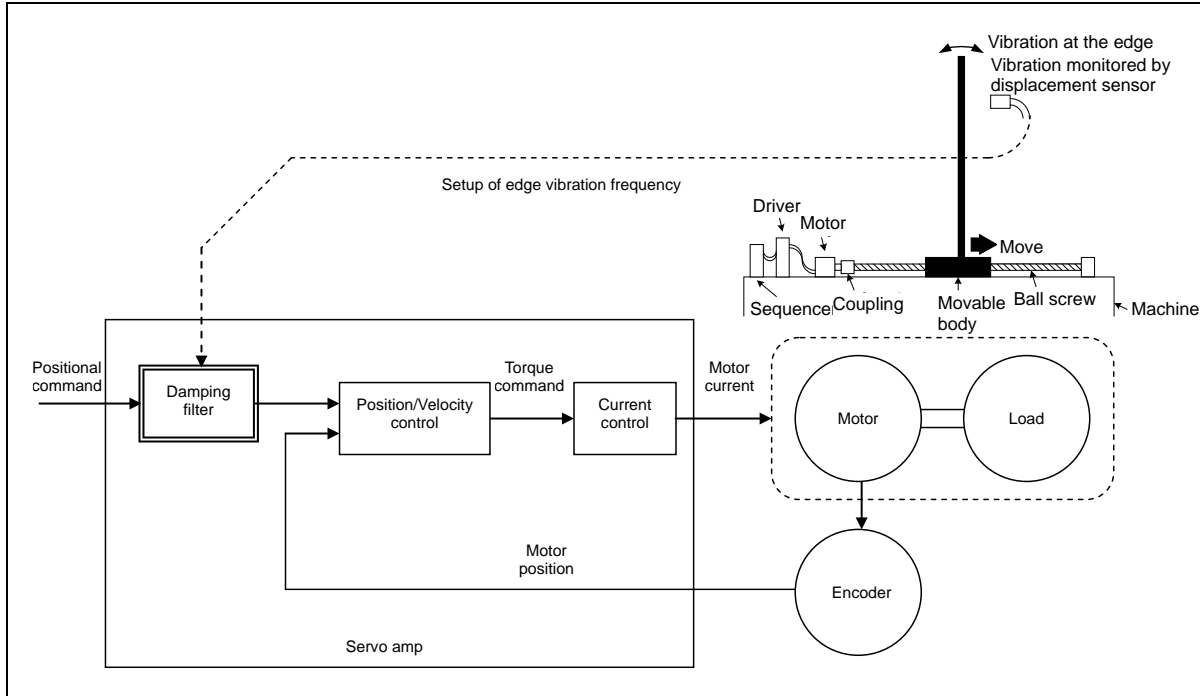 Vibration at the edge
Vibration monitored by
displacement sensor
Setup of edge vibration frequency
Driver
Motor
Move
Sequence
Coupling
Movable
body
Ball screw
Machine
Positional
command
Damping
filter
Position/Velocity
control
Torque
command
Current
control
Motor
current
Motor
Load
Motor
position
Encoder
Servo amp